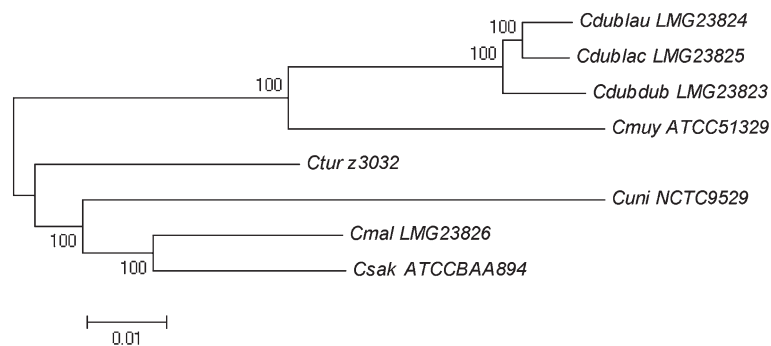 100
Cdublau LMG23824
100
Cdublac LMG23825
100
Cdubdub LMG23823
Cmuy ATCC51329
Ctur z3032
Cuni NCTC9529
100
Cmal LMG23826
100
Csak ATCCBAA894
0.01